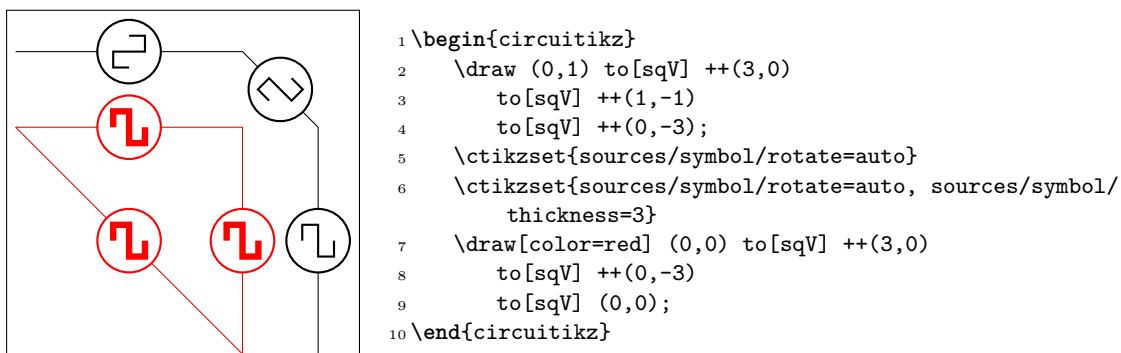 1 \begin{circuitikz}
2     \draw (0,1) to[sqV] ++(3,0)
3        to[sqV] ++(1,-1)
4        to[sqV] ++(0,-3);
5     \ctikzset{sources/symbol/rotate=auto}
6     \ctikzset{sources/symbol/rotate=auto, sources/symbol/
          thickness=3}
7     \draw[color=red] (0,0) to[sqV] ++(3,0)
8        to[sqV] ++(0,-3)
9        to[sqV] (0,0);
10 \end{circuitikz}